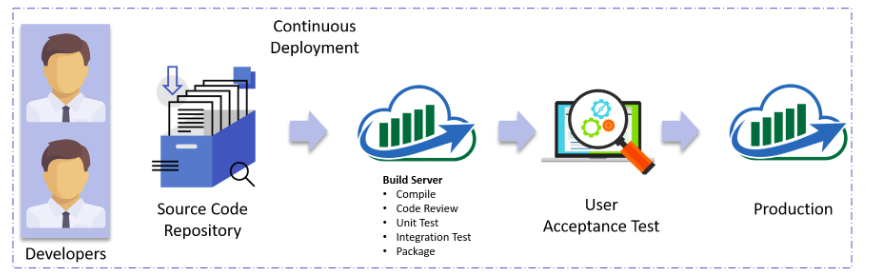 Continuous
Deployment
Developers
Source Code
Repository
Build Server
• Compile
• Code Review
• Unit Test
• Integration Test
• Package
User
Acceptance Test
Production